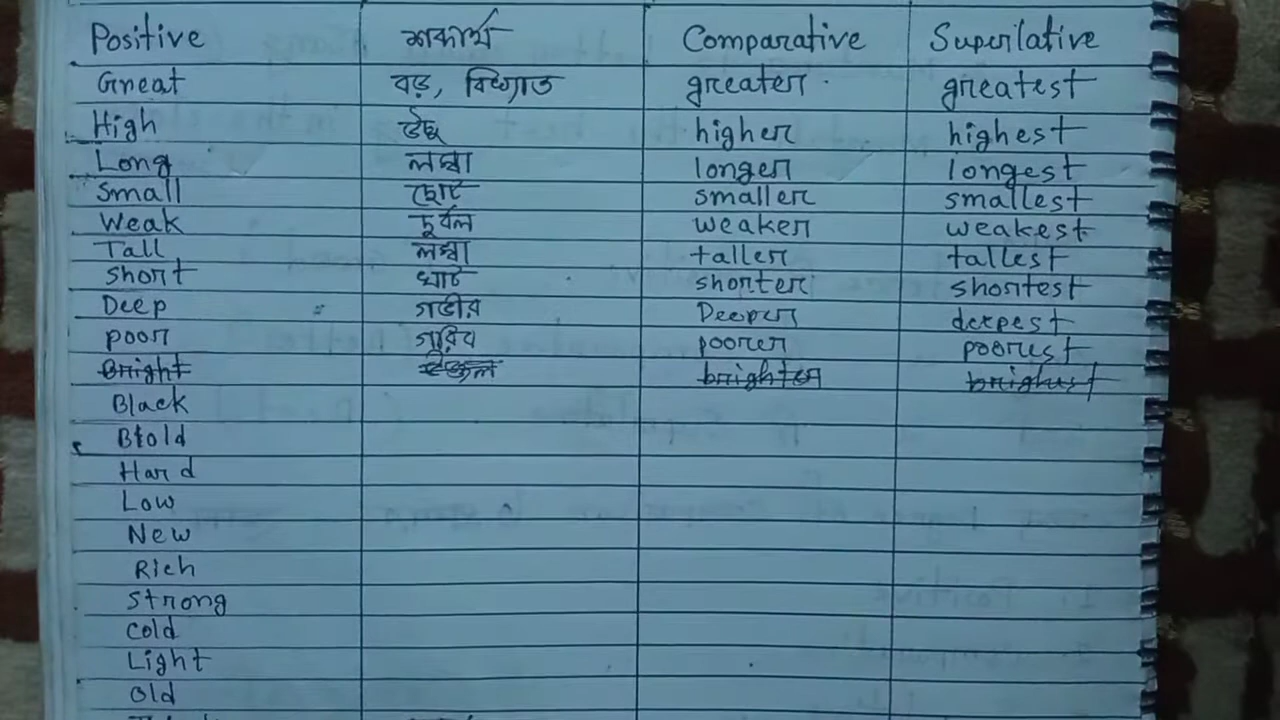 Positive শব্দার্থ Comparative Superlative
Great বড়, বিখ্যাত greater greatest
High উঁচু higher highest
Long লম্বা longer longest
Small ছোট smaller smallest
Weak দুর্বল weaker weakest
Tall লম্বা taller tallest
Short খাট shorter shortest
Deep গভীর Deeper deepest
poor গরিব poorer poorest
Bright উজ্জ্বল brighter
Black
Bold
Hard
Low
New
Rich
Strong
Cold
Light
Old